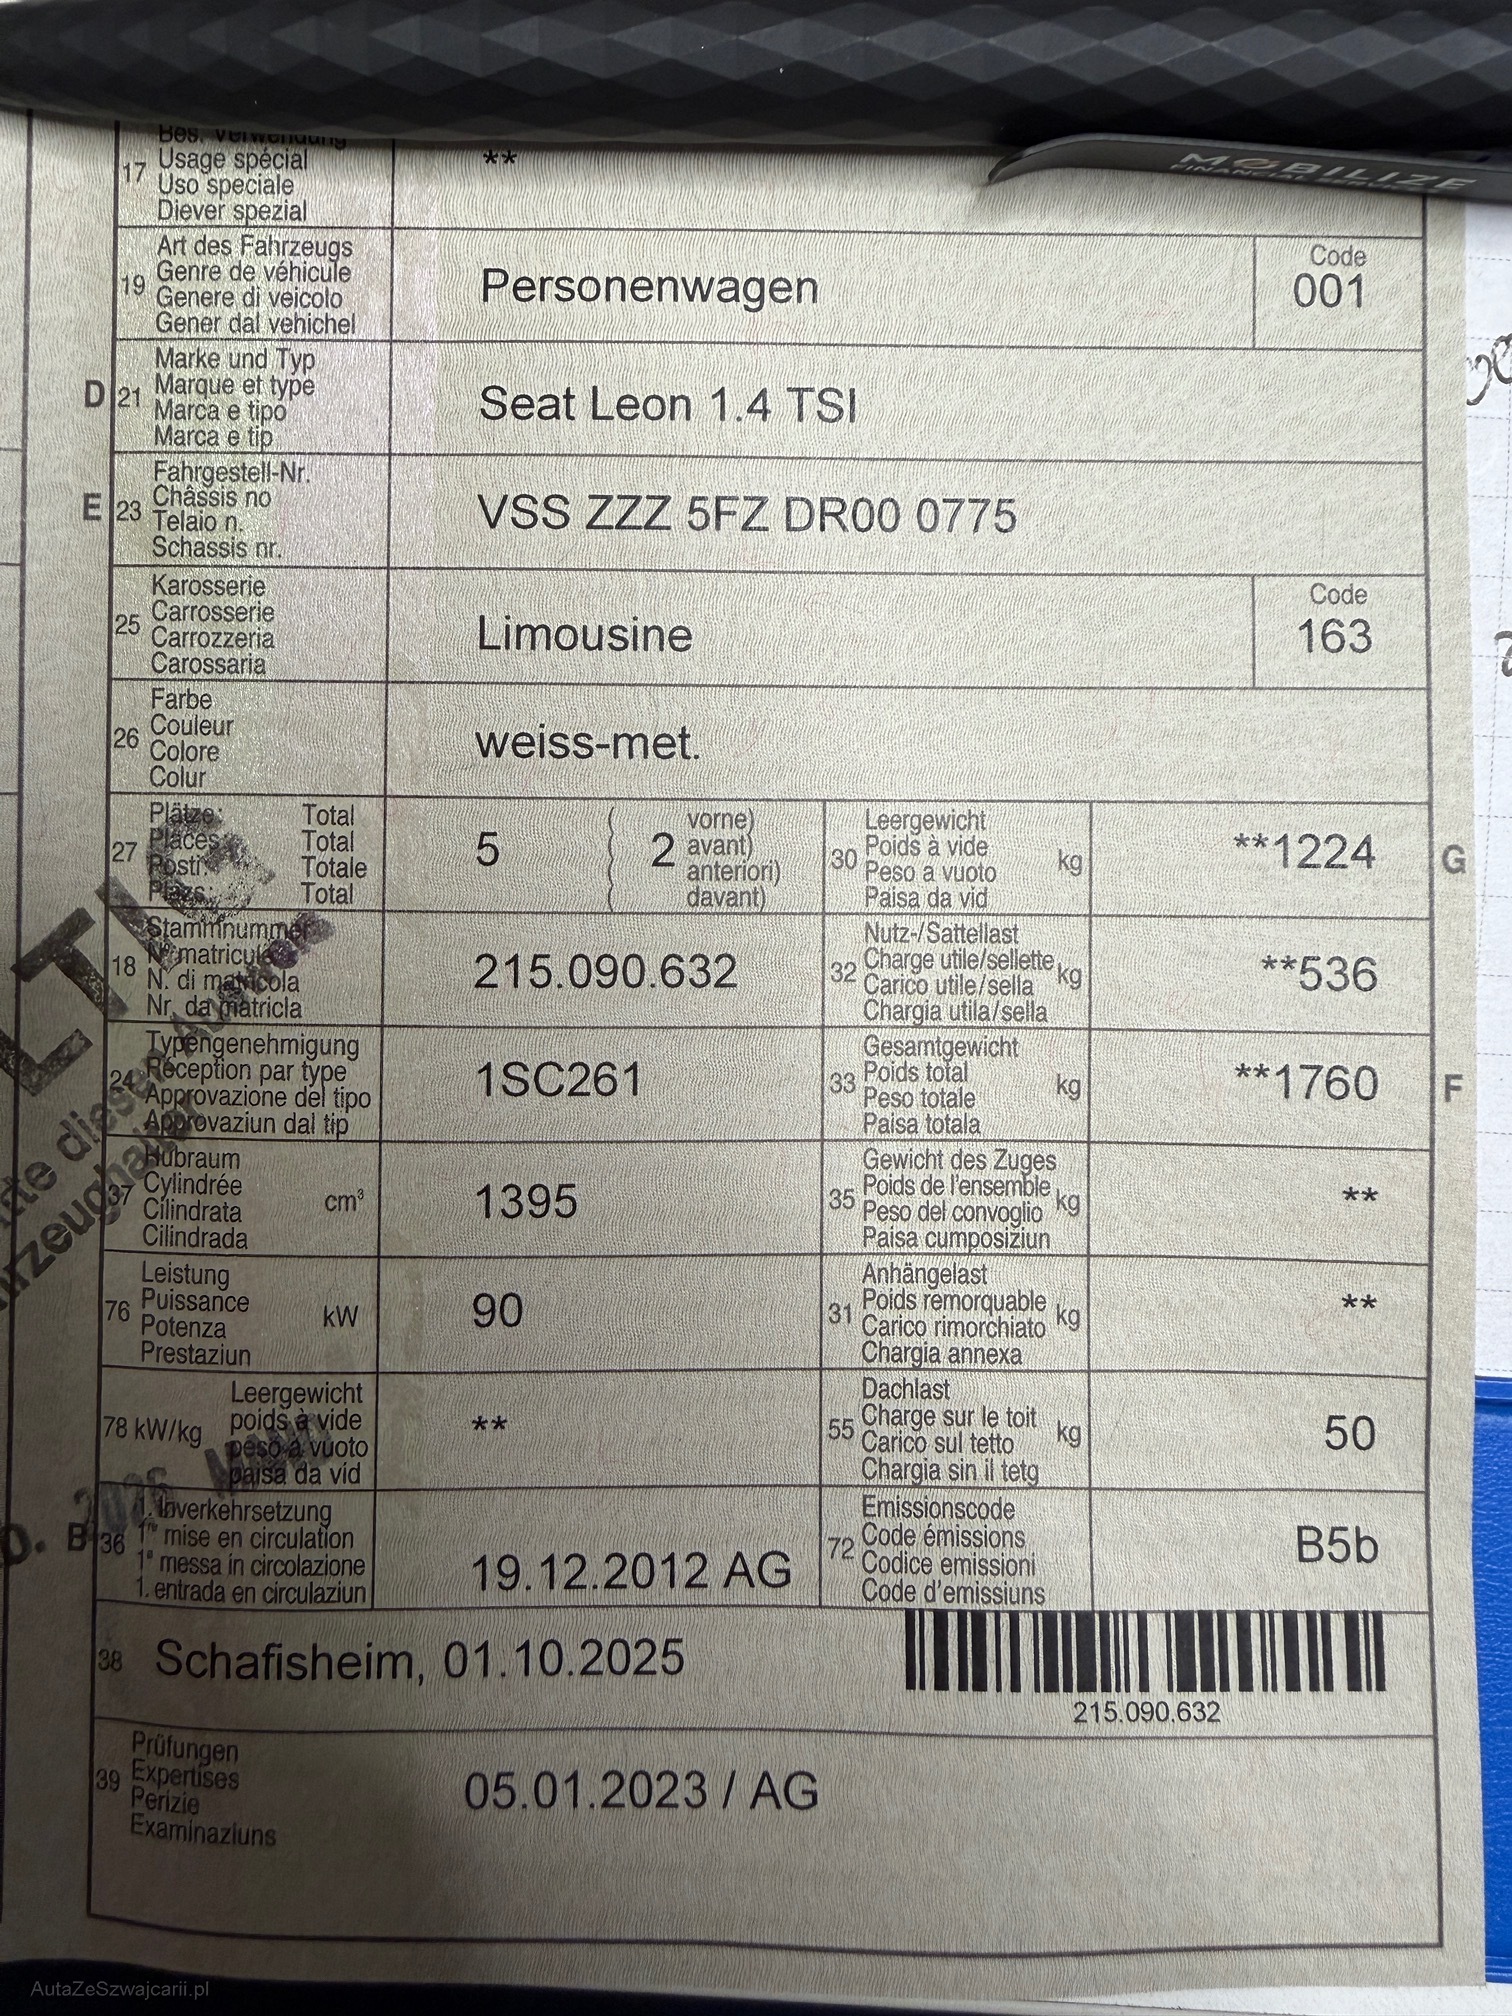 Bes. Verwendung
17 Usage spécial **
Uso speciale
Diever spezial
Art des Fahrzeugs
19 Genre de véhicule
Genere di veicolo
Gener dal vehichel
Personenwagen
Code
001
Marke und Typ
D 21 Marque et type
Marca e tipo
Marca e tip
Seat Leon 1.4 TSI
Fahrgestell-Nr.
E 23 Châssis no
Telaio n.
Schassis nr.
VSS ZZZ 5FZ DR00 0775
Karosserie
25 Carrosserie
Carrozzeria
Carossaria
Limousine
Code
163
Farbe
26 Couleur
Colore
Colur
weiss-met.
27 Plätze: Total
Places: Total
Posti: Totale
Plazs: Total
5 ( 2 vorne)
avant)
anteriori)
davant)
Leergewicht
30 Poids à vide kg
Peso a vuoto
Paisa da vid
**1224 G
Stammnummer
18 No matricule
N. di matricola
Nr. da matricla
215.090.632
Nutz-/Sattellast
32 Charge utile/sellette kg
Carico utile/sella
Chargia utila/sella
**536
Typengenehmigung
24 Réception par type
Approvazione del tipo
Approvaziun dal tip
1SC261
Gesamtgewicht
33 Poids total kg
Peso totale
Paisa totala
**1760 F
Hubraum
37 Cylindrée cm³
Cilindrata
Cilindrada
1395
Gewicht des Zuges
35 Poids de l'ensemble kg
Peso del convoglio
Paisa cumposiziun
**
Leistung
76 Puissance kW
Potenza
Prestaziun
90
Anhängelast
31 Poids remorquable kg
Carico rimorchiato
Chargia annexa
**
Leergewicht
78 kW/kg poids à vide
peso a vuoto
paisa da vid
**
Dachlast
55 Charge sur le toit kg
Carico sul tetto
Chargia sin il tetg
50
1. Inverkehrsetzung
B 36 1re mise en circulation
1a messa in circolazione
1. entrada en circulaziun
19.12.2012 AG
Emissionscode
72 Code émissions
Codice emissioni
Code d'emissiuns
B5b
38 Schafisheim, 01.10.2025
215.090.632
Prüfungen
39 Expertises
Perizie
Examinaziuns
05.01.2023 / AG
MOBILIZE
AutaZeSzwajcarii.pl